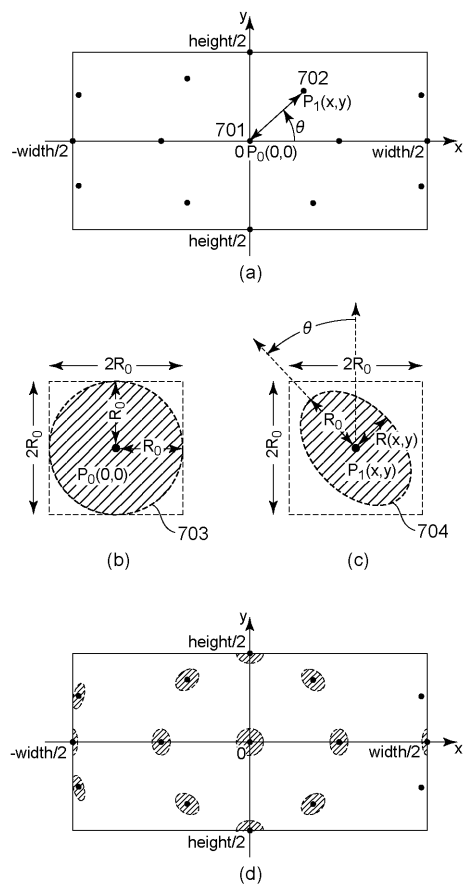 y
height/2
702
P1(x,y)
701
θ
-width/2
0
P0(0,0)
width/2
x
height/2
(a)
2R0
2R0
R0
R0
P0(0,0)
703
(b)
θ
2R0
2R0
R0
R(x,y)
P1(x,y)
704
(c)
y
height/2
-width/2
0
width/2
x
height/2
(d)